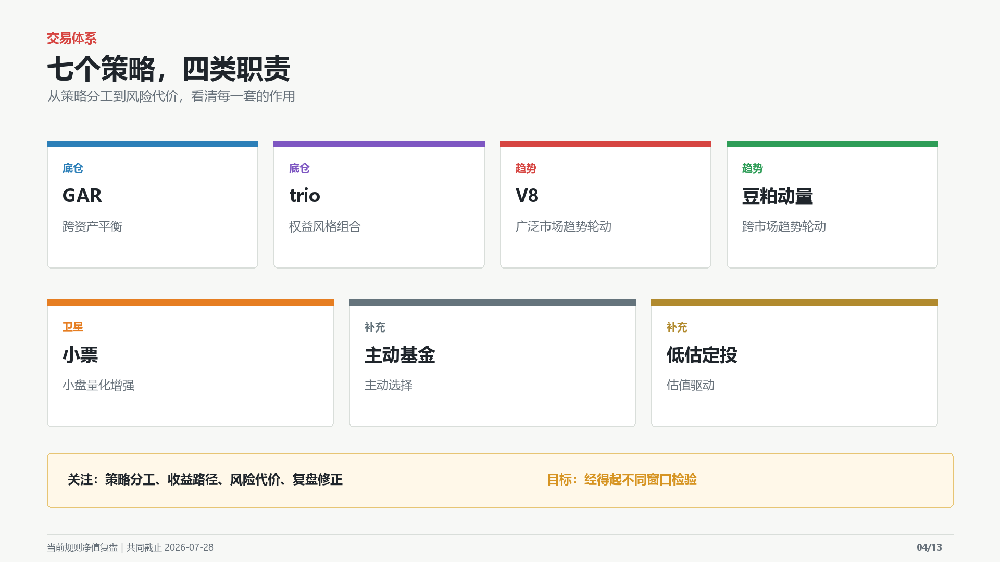 交易体系
七个策略，四类职责
从策略分工到风险代价，看清每一套的作用
底仓
GAR
跨资产平衡
底仓
trio
权益风格组合
趋势
V8
广泛市场趋势轮动
趋势
豆粕动量
跨市场趋势轮动
卫星
小票
小盘量化增强
补充
主动基金
主动选择
补充
低估定投
估值驱动
关注：策略分工、收益路径、风险代价、复盘修正
目标：经得起不同窗口检验
当前规则净值复盘 | 共同截止 2026-07-28
04/13